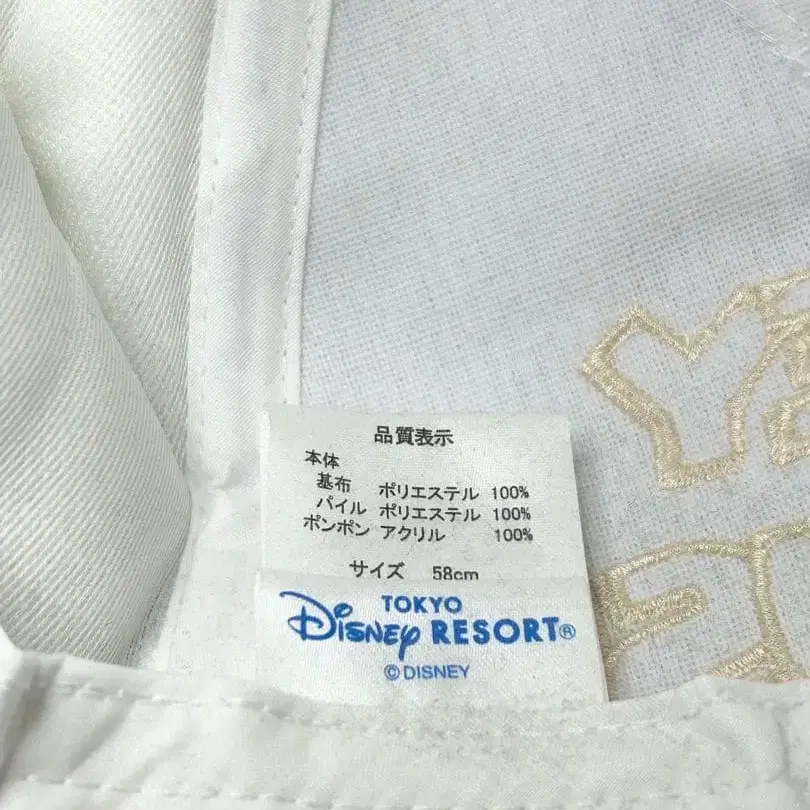 品質表示
本体
基布 ポリエステル 100%
パイル ポリエステル 100%
ポンポン アクリル 100%
サイズ 58cm
TOKYO
Disney RESORT®
© DISNEY